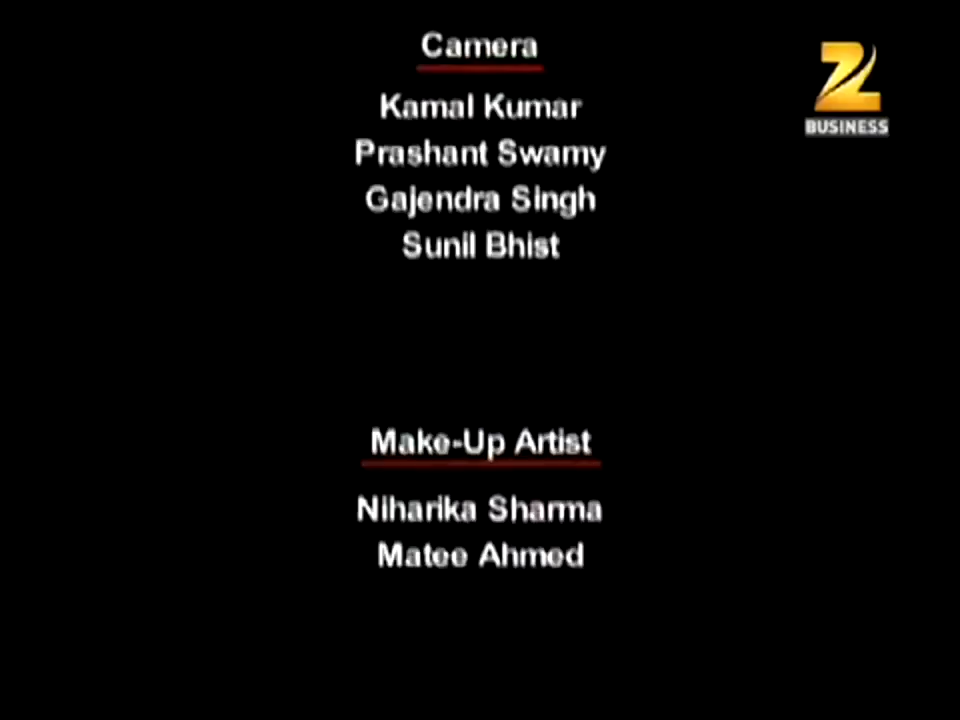 Camera
Kamal Kumar
Prashant Swamy
Gajendra Singh
Sunil Bhist
Make-Up Artist
Niharika Sharma
Matee Ahmed
Z
BUSINESS